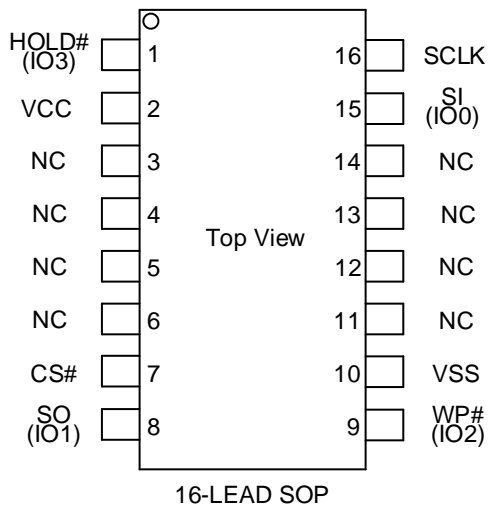 HOLD#
(IO3)
1
16
SCLK
VCC
2
15
SI
(IO0)
NC
3
14
NC
NC
4
13
NC
Top View
NC
5
12
NC
NC
6
11
NC
CS#
7
10
VSS
SO
(IO1)
8
9
WP#
(IO2)
16-LEAD SOP